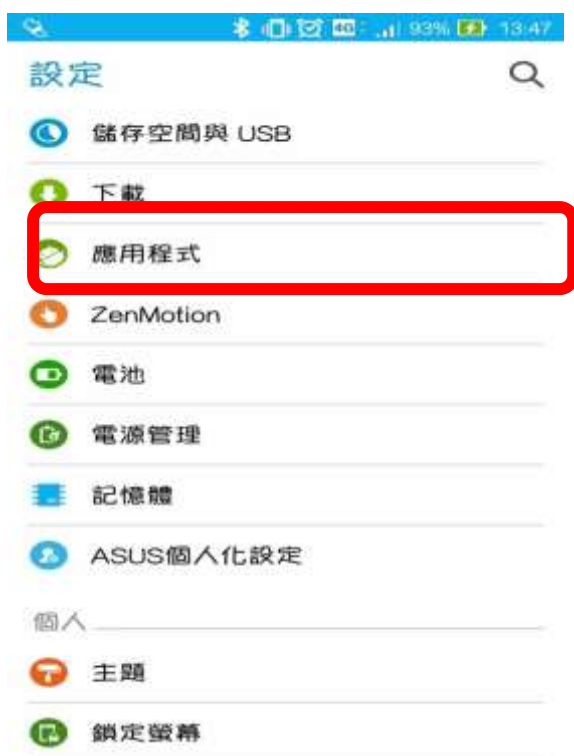 4G 93% 13:47
設定
儲存空間與 USB
下載
應用程式
ZenMotion
電池
電源管理
記憶體
ASUS個人化設定
個人
主題
鎖定螢幕